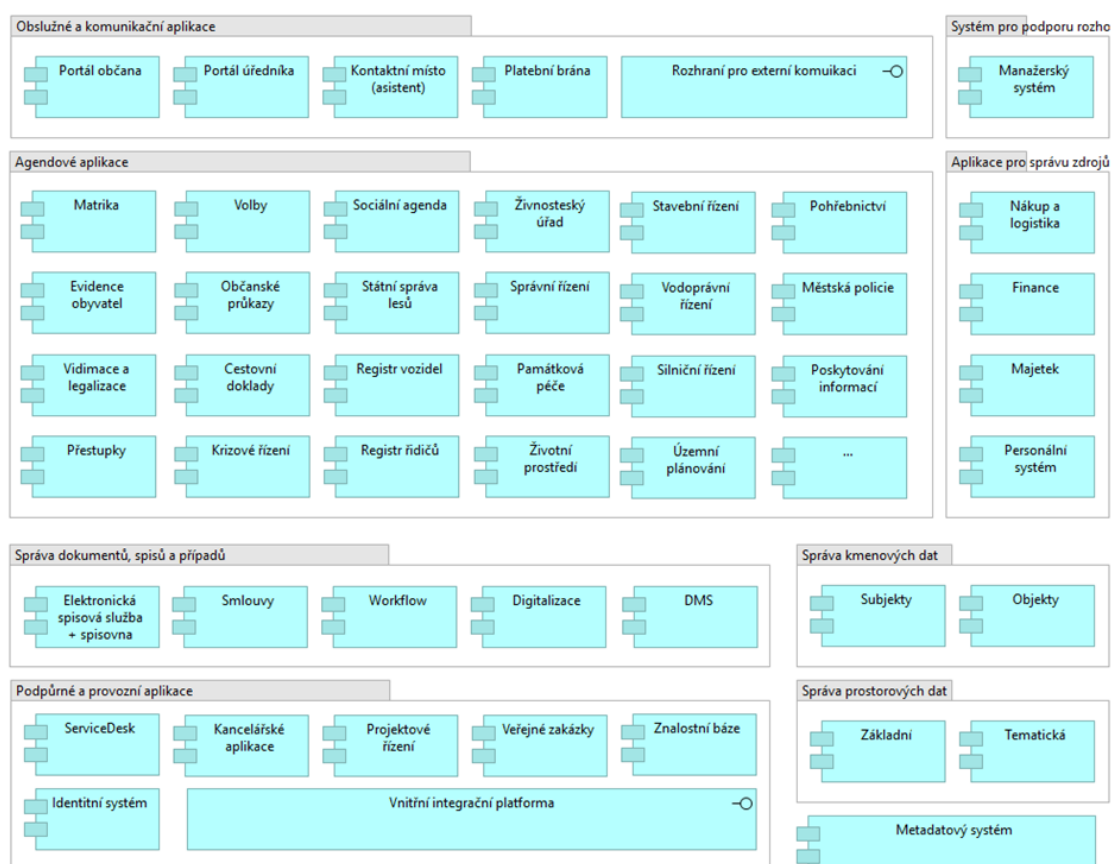 Obslužné a komunikační aplikace
Portál občana
Portál úředníka
Kontaktní místo
(asistent)
Platební brána
Rozhraní pro externí komuikaci
Systém pro podporu rozho
Manažerský
systém
Agendové aplikace
Matrika
Volby
Sociální agenda
Živnosteský
úřad
Stavební řízení
Pohřebnictví
Evidence
obyvatel
Občanské
průkazy
Státní správa
lesů
Správní řízení
Vodoprávní
řízení
Městská policie
Vidimace a
legalizace
Cestovní
doklady
Registr vozidel
Památková
péče
Silniční řízení
Poskytování
informací
Přestupky
Krizové řízení
Registr řidičů
Životní
prostředí
Územní
plánování
...
Aplikace pro správu zdrojů
Nákup a
logistika
Finance
Majetek
Personální
systém
Správa dokumentů, spisů a případů
Elektronická
spisová služba
+ spisovna
Smlouvy
Workflow
Digitalizace
DMS
Správa kmenových dat
Subjekty
Objekty
Podpůrné a provozní aplikace
ServiceDesk
Kancelářské
aplikace
Projektové
řízení
Veřejné zakázky
Znalostní báze
Identitní systém
Vnitřní integrační platforma
Správa prostorových dat
Základní
Tematická
Metadatový systém